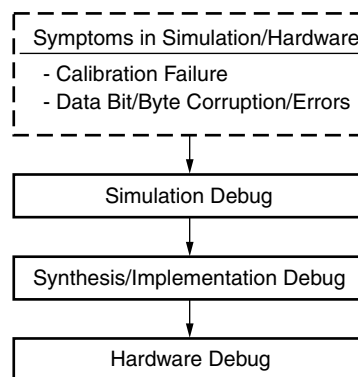 Symptoms in Simulation/Hardware
- Calibration Failure
- Data Bit/Byte Corruption/Errors
Simulation Debug
Synthesis/Implementation Debug
Hardware Debug